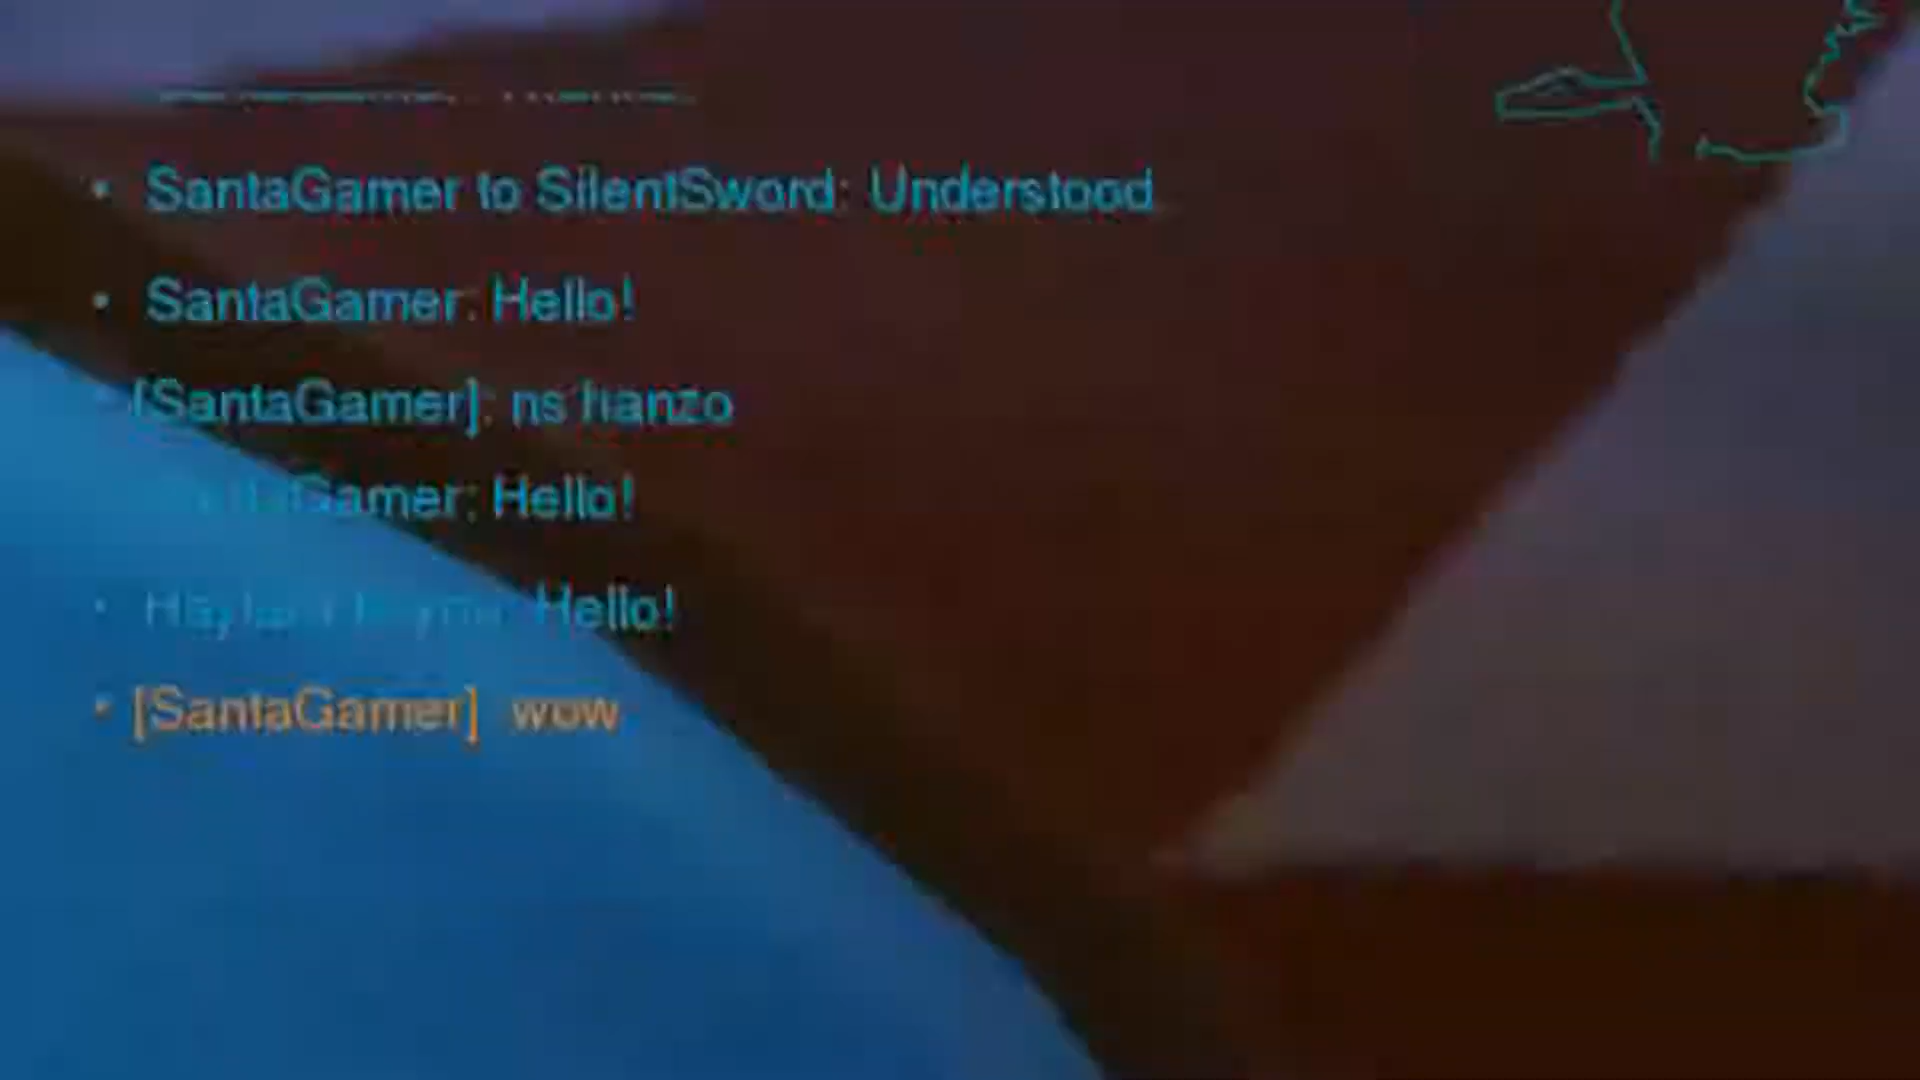 SantaGamer to SilentSword: Understood
SantaGamer: Hello!
[SantaGamer]: ns hanzo
Gamer: Hello!
Hello!
[SantaGamer] wow